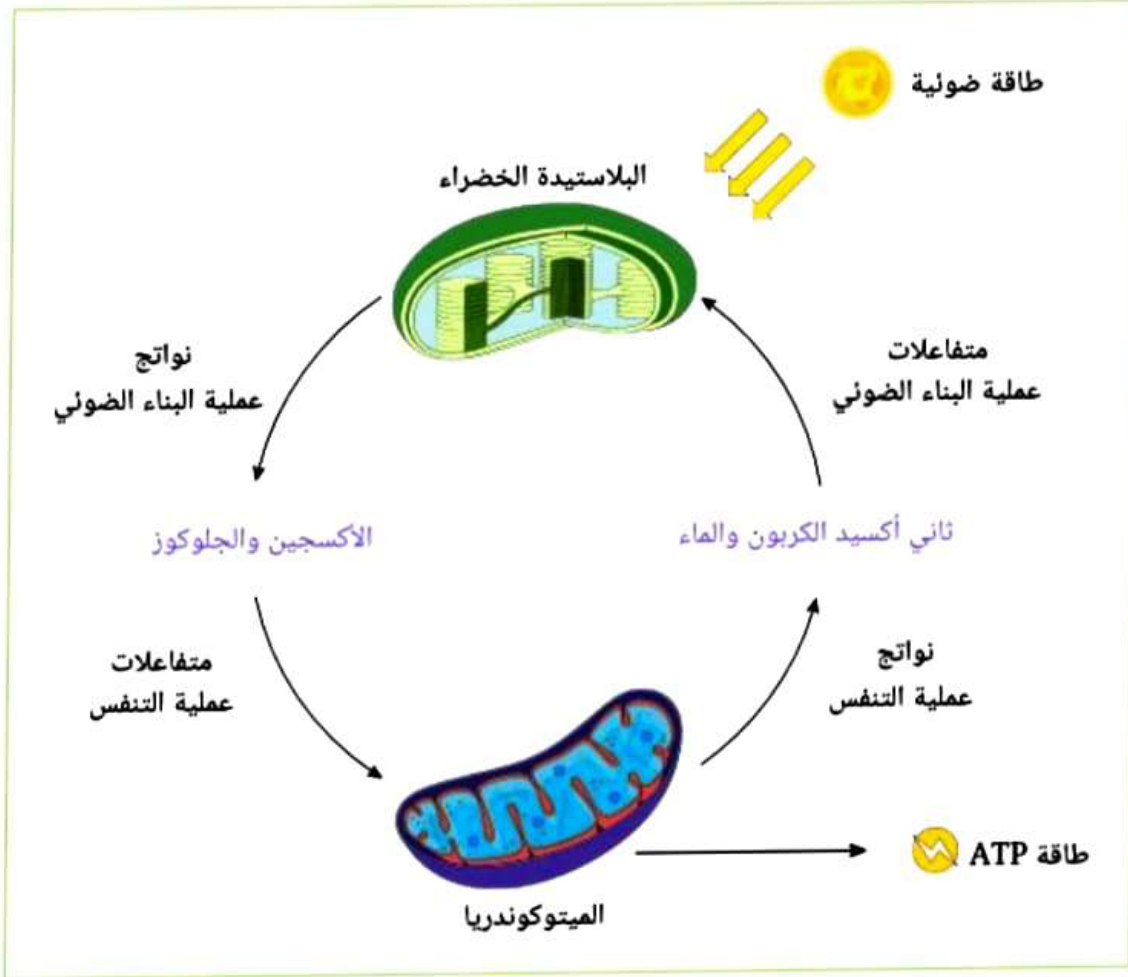 طاقة ضوئية
البلاستيدة الخضراء
متفاعلات
عملية البناء الضوئي
نواتج
عملية البناء الضوئي
ثاني أكسيد الكربون والماء
الأكسجين والجلوكوز
نواتج
عملية التنفس
متفاعلات
عملية التنفس
طاقة ATP
الميتوكوندريا